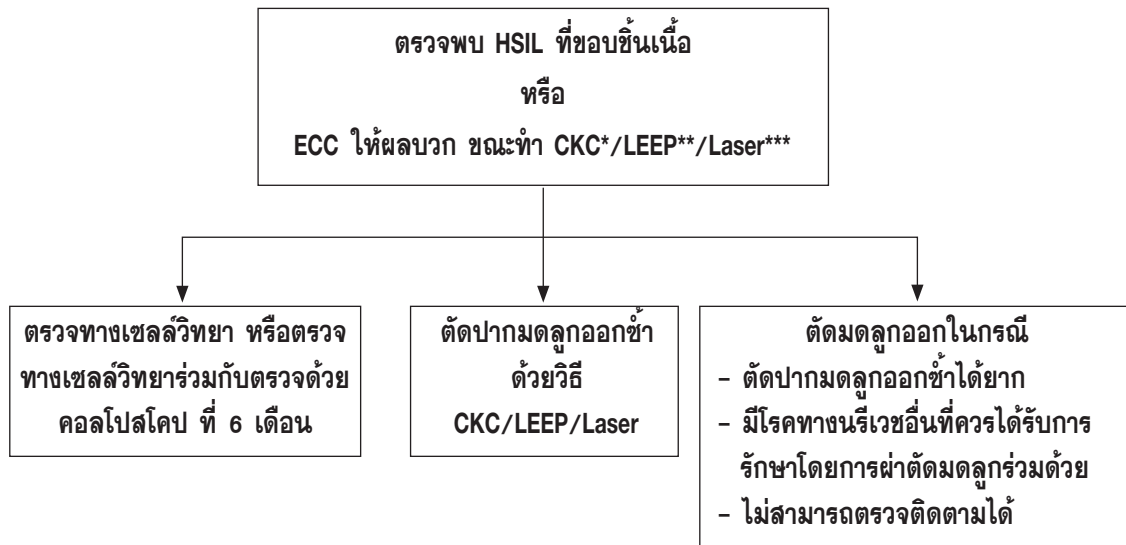 ตรวจพบ HSIL ที่ขอบชิ้นเนื้อ
หรือ
ECC ให้ผลบวก ขณะทำ CKC*/LEEP**/Laser***
ตรวจทางเซลล์วิทยา หรือตรวจ
ทางเซลล์วิทยาร่วมกับตรวจด้วย
คอลโปสโคป ที่ 6 เดือน
ตัดปากมดลูกออกซ้ำ
ด้วยวิธี
CKC/LEEP/Laser
ตัดมดลูกออกในกรณี
- ตัดปากมดลูกออกซ้ำได้ยาก
- มีโรคทางนรีเวชอื่นที่ควรได้รับการ
รักษาโดยการผ่าตัดมดลูกร่วมด้วย
- ไม่สามารถตรวจติดตามได้